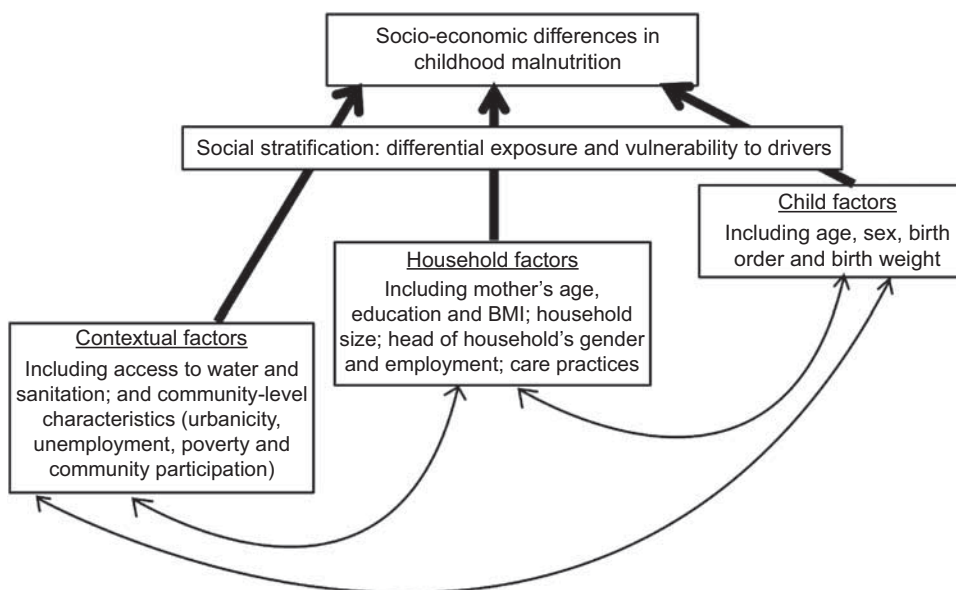 Socio-economic differences in
childhood malnutrition
Social stratification: differential exposure and vulnerability to drivers
Child factors
Including age, sex, birth
order and birth weight
Household factors
Including mother's age,
education and BMI; household
size; head of household's gender
and employment; care practices
Contextual factors
Including access to water and
sanitation; and community-level
characteristics (urbanicity,
unemployment, poverty and
community participation)